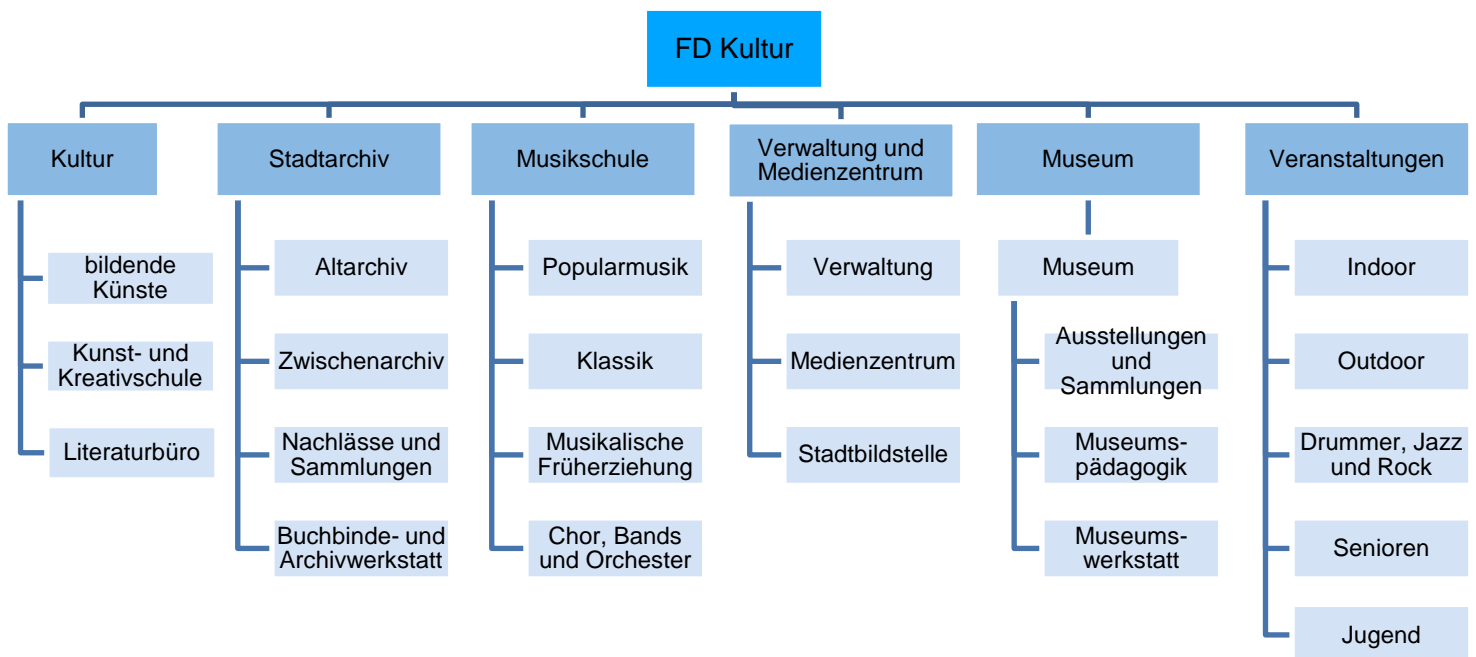 FD Kultur
Kultur
bildende
Künste
Kunst- und
Kreativschule
Literaturbüro
Stadtarchiv
Altarchiv
Zwischenarchiv
Nachlässe und
Sammlungen
Buchbinde- und
Archivwerkstatt
Musikschule
Popularmusik
Klassik
Musikalische
Früherziehung
Chor, Bands
und Orchester
Verwaltung und
Medienzentrum
Verwaltung
Medienzentrum
Stadtbildstelle
Museum
Museum
Ausstellungen
und
Sammlungen
Museums-
pädagogik
Museums-
werkstatt
Veranstaltungen
Indoor
Outdoor
Drummer, Jazz
und Rock
Senioren
Jugend